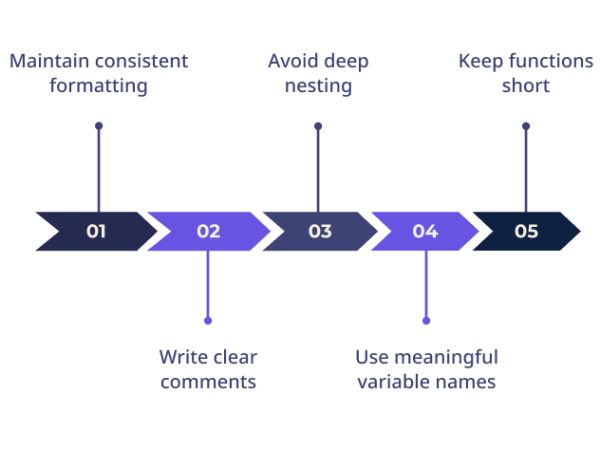 Maintain consistent
formatting
Avoid deep
nesting
Keep functions
short
01
02
03
04
05
Write clear
comments
Use meaningful
variable names